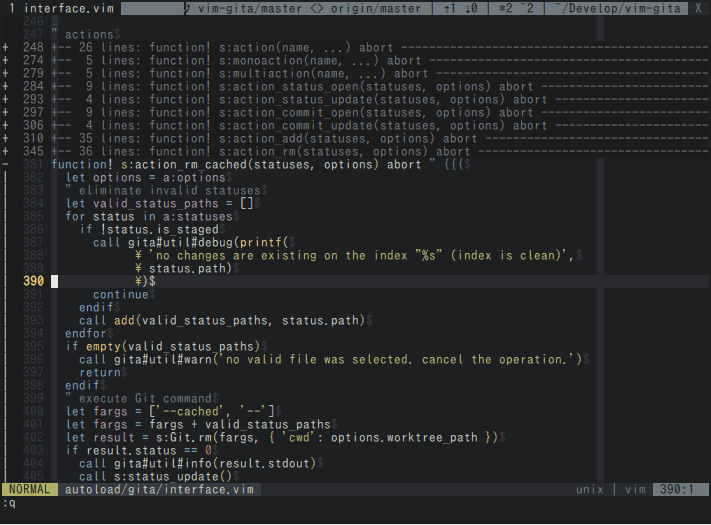 1 interface.vim vim-gita/master <> origin/master | ↑1 ↓0 | *2 ~2 | ~/Develop/vim-gita X
246 $
247 " actions$
+ 248 +-- 26 lines: function! s:action(name, ...) abort --------------------------------------------
+ 274 +-- 5 lines: function! s:monoaction(name, ...) abort ----------------------------------------
+ 279 +-- 5 lines: function! s:multiaction(name, ...) abort ---------------------------------------
+ 284 +-- 9 lines: function! s:action_status_open(statuses, options) abort ------------------------
+ 293 +-- 4 lines: function! s:action_status_update(statuses, options) abort ----------------------
+ 297 +-- 9 lines: function! s:action_commit_open(statuses, options) abort ------------------------
+ 306 +-- 4 lines: function! s:action_commit_update(statuses, options) abort ----------------------
+ 310 +-- 35 lines: function! s:action_add(statuses, options) abort -------------------------------
+ 345 +-- 36 lines: function! s:action_rm(statuses, options) abort --------------------------------
- 381 function! s:action_rm_cached(statuses, options) abort " {{{$
| 382 let options = a:options$
| 383 " eliminate invalid statuses$
| 384 let valid_status_paths = []$
| 385 for status in a:statuses$
| 386 if !status.is_staged$
| 387 call gita#util#debug(printf($
| 388 ¥ 'no changes are existing on the index "%s" (index is clean)',$
| 389 ¥ status.path)$
| 390 ¥)$
| 391 continue$
| 392 endif$
| 393 call add(valid_status_paths, status.path)$
| 394 endfor$
| 395 if empty(valid_status_paths)$
| 396 call gita#util#warn('no valid file was selected. cancel the operation.')$
| 397 return$
| 398 endif$
| 399 " execute Git command$
| 400 let fargs = ['--cached', '--']$
| 401 let fargs = fargs + valid_status_paths$
| 402 let result = s:Git.rm(fargs, { 'cwd': options.worktree_path })$
| 403 if result.status == 0$
| 404 call gita#util#info(result.stdout)$
| 405 call s:status_update()$
NORMAL autoload/gita/interface.vim unix | vim 390:1
:q